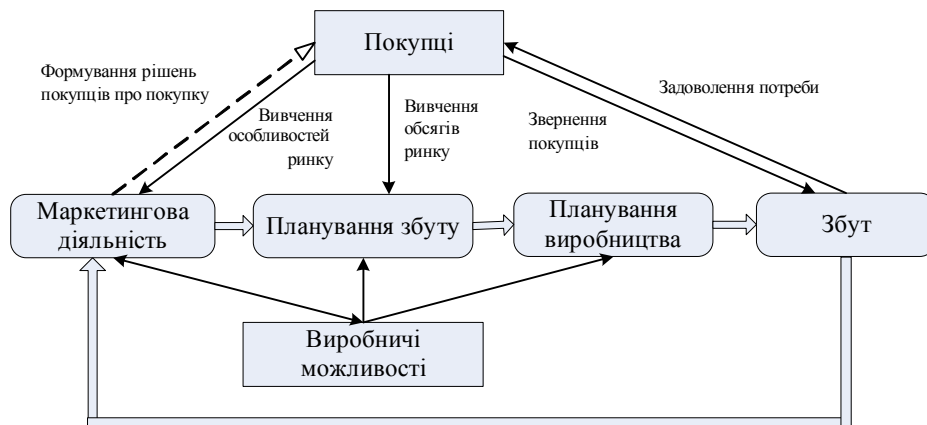 Покупці
Формування рішень
покупців про покупку
Вивчення
особливостей
ринку
Вивчення
обсягів
ринку
Звернення
покупців
Задоволення потреби
Маркетингова
діяльність
Планування збуту
Планування
виробництва
Збут
Виробничі
можливості